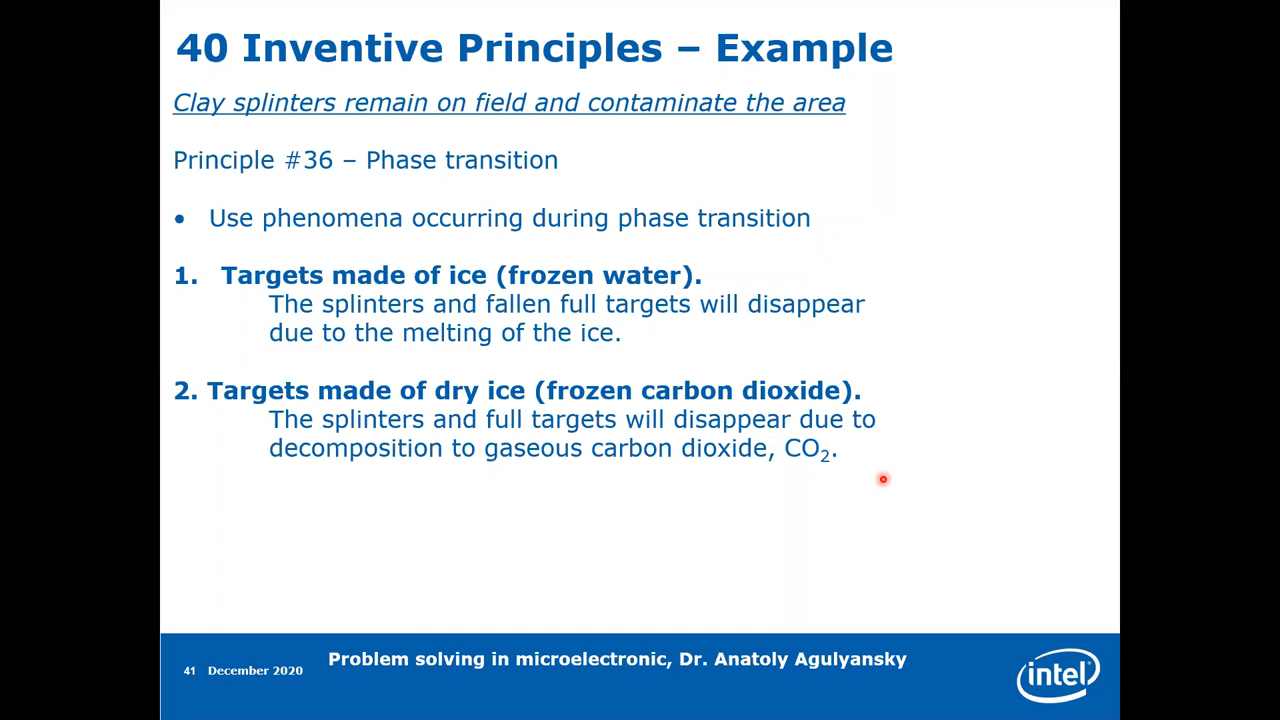 40 Inventive Principles – Example
Clay splinters remain on field and contaminate the area
Principle #36 – Phase transition
• Use phenomena occurring during phase transition
1. Targets made of ice (frozen water).
The splinters and fallen full targets will disappear
due to the melting of the ice.
2. Targets made of dry ice (frozen carbon dioxide).
The splinters and full targets will disappear due to
decomposition to gaseous carbon dioxide, CO₂.
41 December 2020
Problem solving in microelectronic, Dr. Anatoly Agulyansky
intel